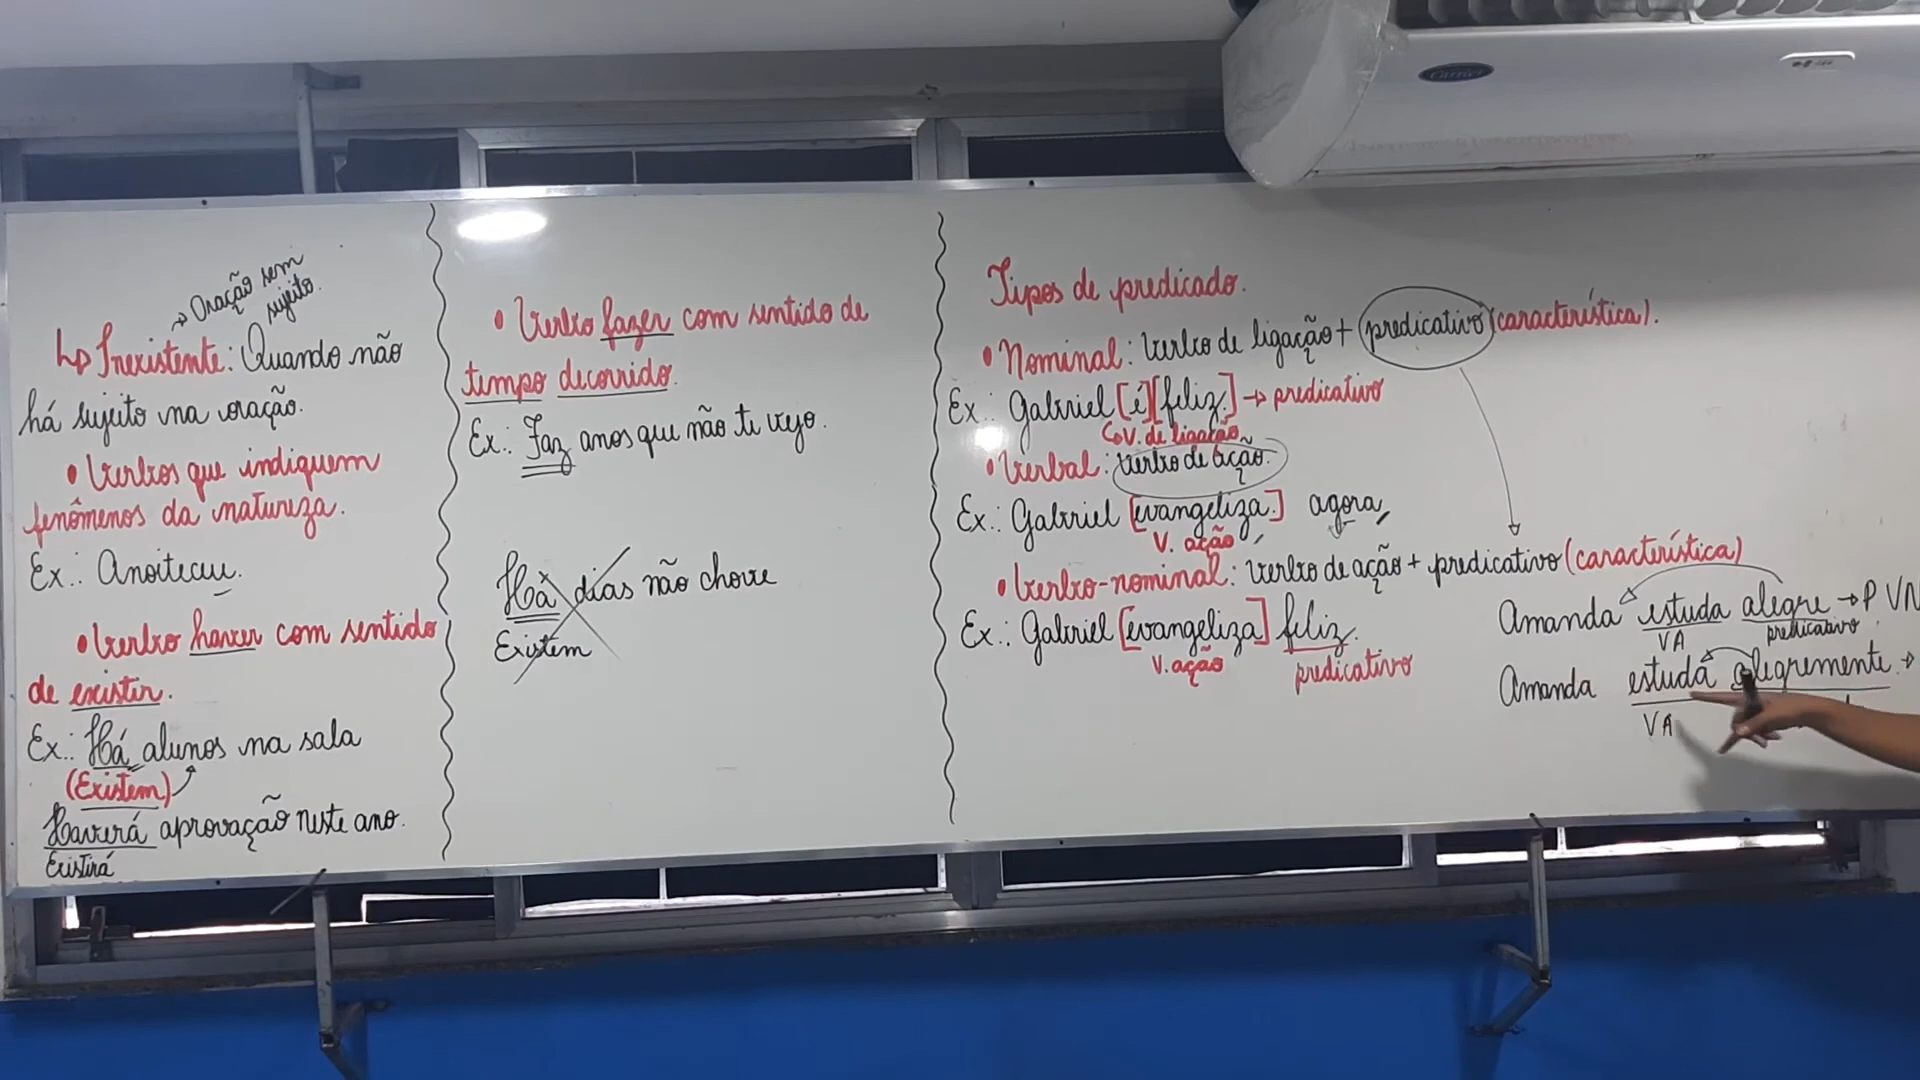 → Oração sem
sujeito.
↳ Inexistente: Quando não
há sujeito na oração.
• Verbos que indiquem
fenômenos da natureza.
Ex.: Anoiteceu.
• Verbo haver com sentido
de existir.
Ex.: Há alunos na sala
(Existem)
Haverá aprovação neste ano.
Existirá
• Verbo fazer com sentido de
tempo decorrido.
Ex.: Faz anos que não te vejo.
Há dias não chove
Existem
Tipos de predicado.
• Nominal: verbo de ligação + predicativo (característica).
Ex.: Gabriel [é] [feliz.] → predicativo
V. de ligação
• Verbal: verbo de ação.
Ex.: Gabriel [evangeliza.] agora
V. ação
• Verbo-nominal: verbo de ação + predicativo (característica)
Ex.: Gabriel [evangeliza] feliz.
V. ação predicativo
Amanda estuda alegre → P VN
VA predicativo
Amanda estuda alegremente. →
VA
Carrier